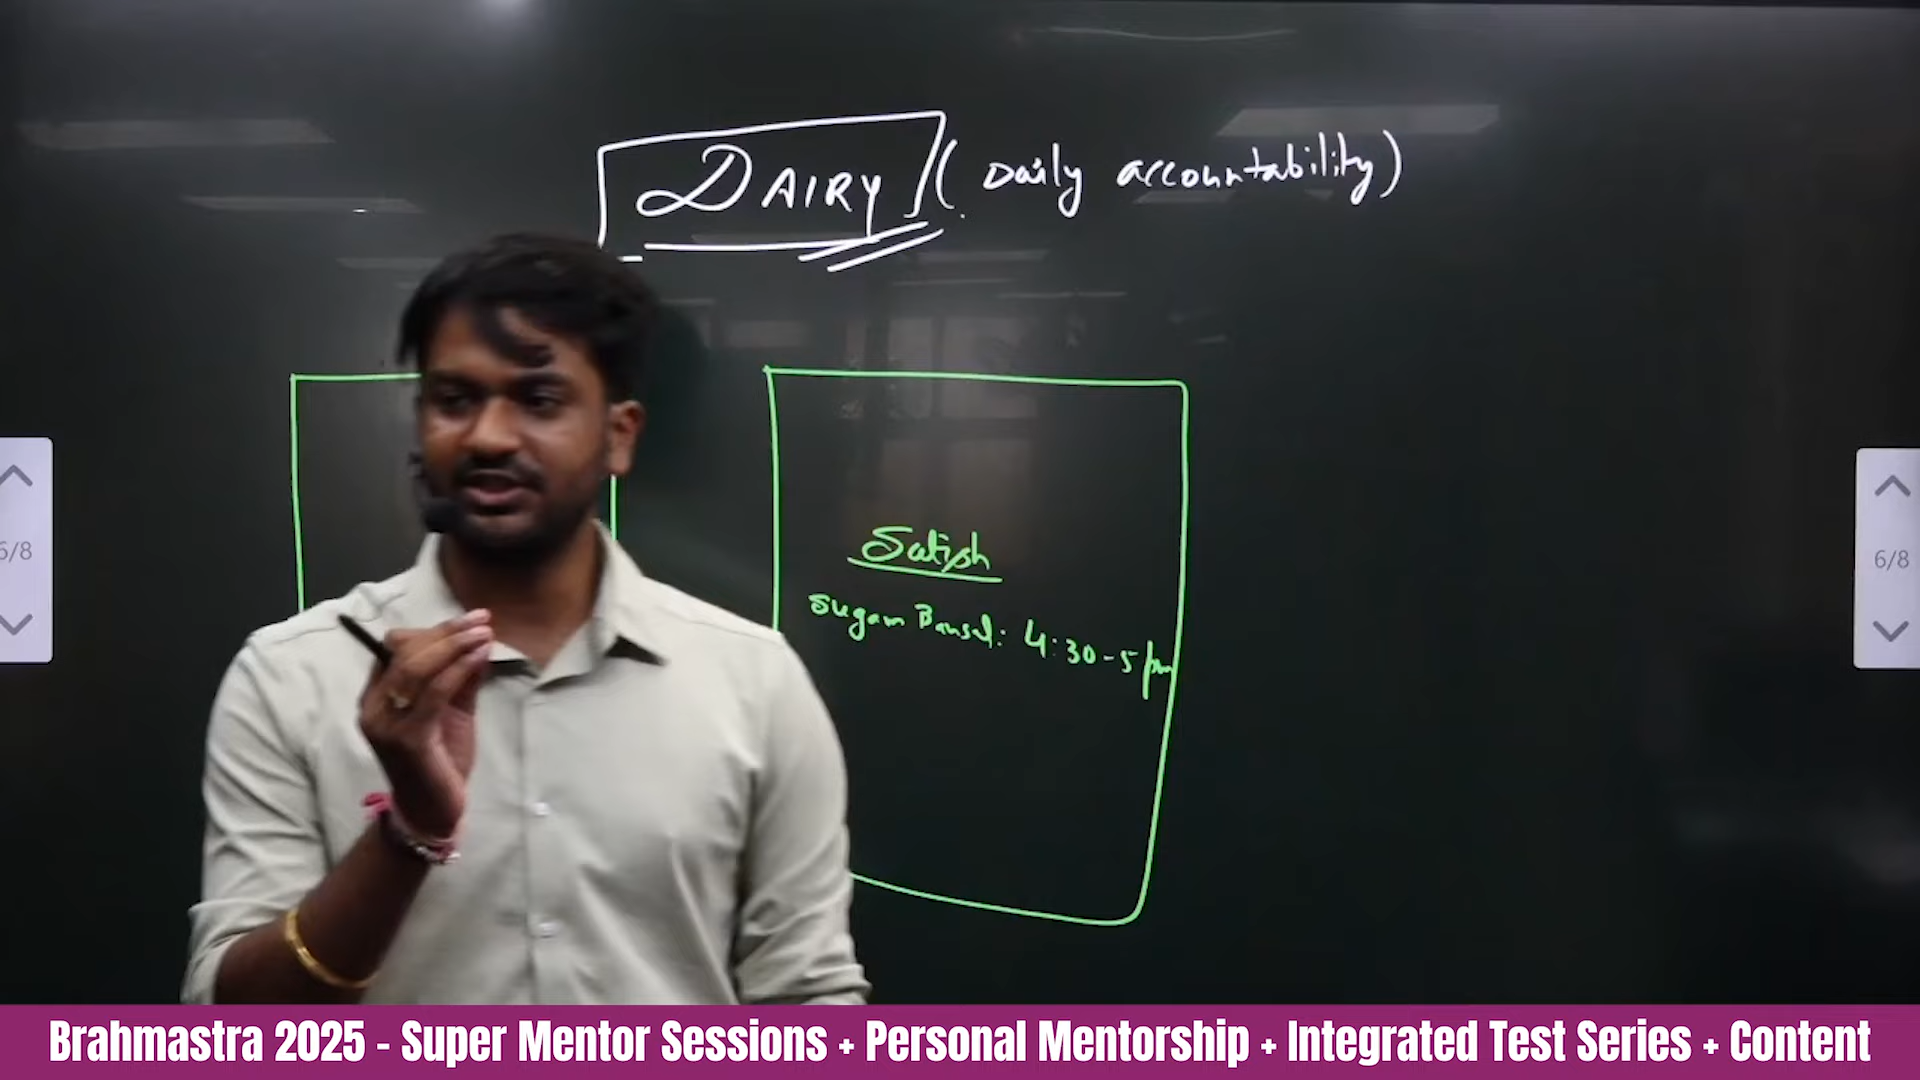 DAIRY (Daily accountability)
Satish
Sugam Bansal: 4:30-5 pm
6/8
6/8
Brahmastra 2025 - Super Mentor Sessions + Personal Mentorship + Integrated Test Series + Content